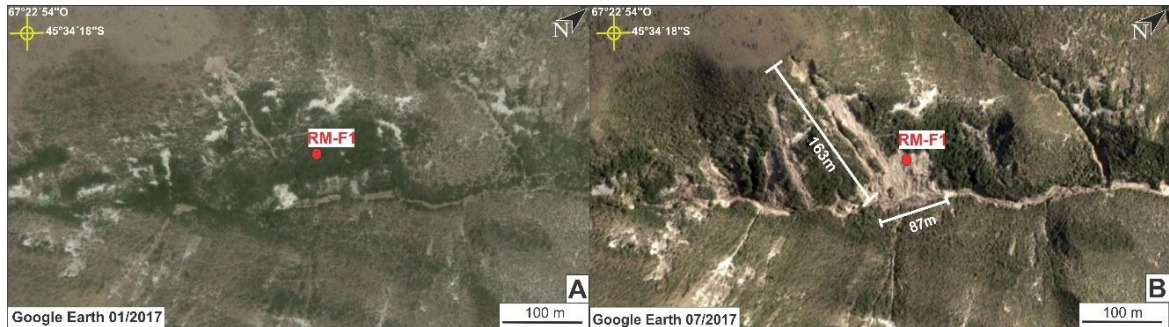 67°22´54"O
45°34´18"S
N
RM-F1
Google Earth 01/2017
100 m
A
67°22´54"O
45°34´18"S
N
RM-F1
163m
87m
Google Earth 07/2017
100 m
B